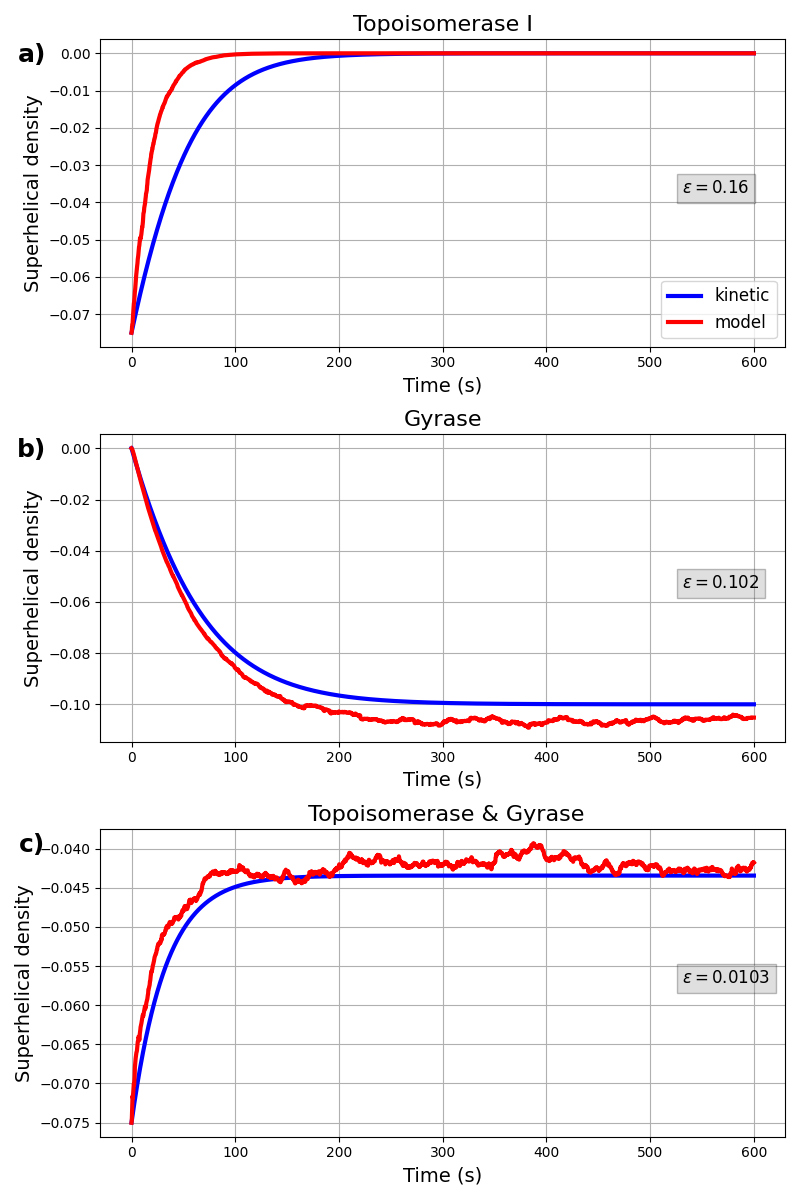 Topoisomerase I
a)
Superhelical density
0.00
−0.01
−0.02
−0.03
−0.04
−0.05
−0.06
−0.07
ε = 0.16
kinetic
model
0 100 200 300 400 500 600
Time (s)
Gyrase
b)
Superhelical density
0.00
−0.02
−0.04
−0.06
−0.08
−0.10
ε = 0.102
0 100 200 300 400 500 600
Time (s)
Topoisomerase & Gyrase
c)
Superhelical density
−0.040
−0.045
−0.050
−0.055
−0.060
−0.065
−0.070
−0.075
ε = 0.0103
0 100 200 300 400 500 600
Time (s)